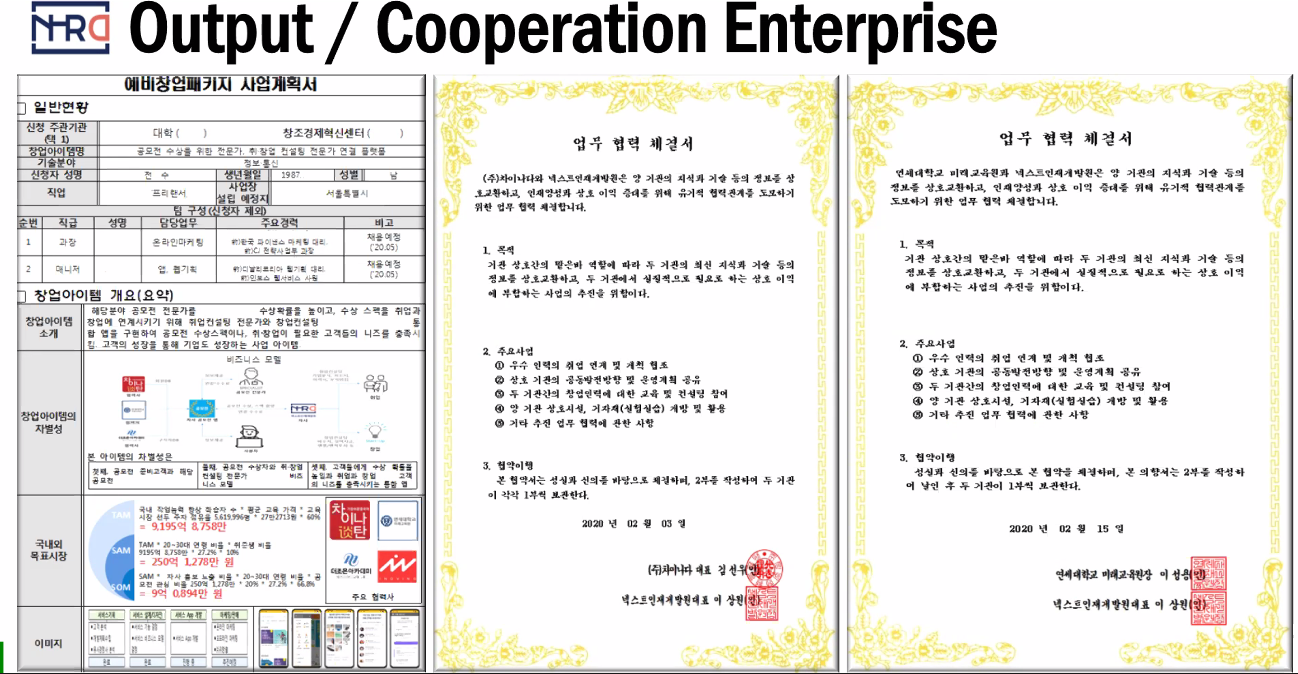 NHRD
Output / Cooperation Enterprise
예비창업패키지 사업계획서
□ 일반현황
신청 주관기관
(택 1)
대학 ( )
창조경제혁신센터 ( )
창업아이템명
공모전 수상을 위한 전문가, 취·창업 컨설팅 전문가 연결 플랫폼
기술분야
정보·통신
신청자 성명
전 수
생년월일
1987
성별
남
직업
프리랜서
사업장
설립 예정지
서울특별시
팀 구성(신청자 제외)
순번 직급 성명 담당업무 주요경력 비고
1 과장 온라인마케팅
채용예정
('20.05)
2 매니저 앱, 웹기획
채용예정
('20.05)
□ 창업아이템 개요(요약)
창업아이템
소개
해당분야 공모전 전문가를 수상확률을 높이고, 수상 스펙을 취업과
창업에 연계시키기 위해 취업컨설팅 전문가와 창업컨설팅 통
합 앱을 구현하여 공모전 수상스펙이나, 취·창업이 필요한 고객들의 니즈를 충족시
킴. 고객의 성장을 통해 기업도 성장하는 사업 아이템
창업아이템의
차별성
비즈니스 모델
본 아이템의 차별성은
첫째, 공모전 준비고객과 해당
공모전
둘째, 공모전 수상자와 취·창업
컨설팅 전문가 비즈
니스 모델
셋째, 고객들에게 수상 확률을
높임과 취업과 창업 고객
의 니즈를 충족시키는 통합 앱
국내외
목표시장
TAM
SAM
SOM
국내 직업능력 향상 학습자 수 * 평균 교육 가격 * 교육
시장 선두 주자 점유율 5,619,996명 * 27만2713원 * 60%
= 9,195억 8,758만
TAM * 20~30대 연령 비율 * 취준생 비율
9195억 8,758만 * 27.2% * 10%
= 250억 1,278만 원
SAM * 자사 홍보 노출 비율 * 20~30대 연령 비율 * 공
모전 관심 비율 250억 1,278만 * 20% * 27.2% * 66.8%
= 9억 0,894만 원
차이나談탄
더조은아카데미
주요 협력사
이미지
업무 협력 체결서
(주)차이나다와 넥스트인재개발원은 양 기관의 지식과 기술 등의 정보를 상
호교환하고, 인재양성과 상호 이익 증대를 위해 유기적 협력관계를 도모하기
위한 업무 협력 체결합니다.
1. 목적
기관 상호간의 맡은바 역할에 따라 두 기관의 최신 지식과 기술 등의
정보를 상호교환하고, 두 기관에서 실질적으로 필요로 하는 상호 이익
에 부합하는 사업의 추진을 위함이다.
2. 주요사업
① 우수 인력의 취업 연계 및 개척 협조
② 상호 기관의 공동발전방향 및 운영계획 공유
③ 두 기관간의 창업인력에 대한 교육 및 컨설팅 참여
④ 양 기관 상호시설, 기자재(실험실습) 개방 및 활용
⑤ 기타 추진 업무 협력에 관한 사항
3. 협약이행
본 협약서는 성실과 신의를 바탕으로 체결하며, 2부를 작성하여 두 기관
이 각각 1부씩 보관한다.
2020 년 02 월 03 일
(주)차이나다 대표 김선우(인)
넥스트인재개발원대표 이 상원(인)
업무 협력 체결서
연세대학교 미래교육원과 넥스트인재개발원은 양 기관의 지식과 기술 등의
정보를 상호교환하고, 인재양성과 상호 이익 증대를 위해 유기적 협력관계를
도모하기 위한 업무 협력 체결합니다.
1. 목적
기관 상호간의 맡은바 역할에 따라 두 기관의 최신 지식과 기술 등의
정보를 상호교환하고, 두 기관에서 실질적으로 필요로 하는 상호 이익
에 부합하는 사업의 추진을 위함이다.
2. 주요사업
① 우수 인력의 취업 연계 및 개척 협조
② 상호 기관의 공동발전방향 및 운영계획 공유
③ 두 기관간의 창업인력에 대한 교육 및 컨설팅 참여
④ 양 기관 상호시설, 기자재(실험실습) 개방 및 활용
⑤ 기타 추진 업무 협력에 관한 사항
3. 협약이행
성실과 신의를 바탕으로 본 협약을 체결하며, 본 의향서는 2부를 작성하
여 날인 후 두 기관이 1부씩 보관한다.
2020 년 02 월 15 일
연세대학교 미래교육원장 이 성용(인)
넥스트인재개발원대표 이 상원(인)